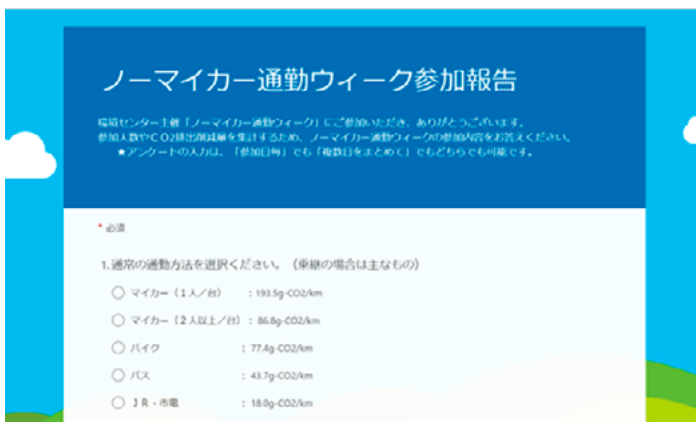 ノーマイカー通勤ウィーク参加報告
環境センター主催「ノーマイカー通勤ウィーク」にご参加いただき、ありがとうございます。
参加人数やCO2排出削減量を集計するため、ノーマイカー通勤ウィークの参加内容をお答えください。
★アンケートの入力は、「参加日毎」でも「複数日をまとめて」でもどちらでも可能です。
* 必須
1. 通常の通勤方法を選択ください。（乗継の場合は主なもの）
マイカー（1人／台） : 193.5g-CO2/km
マイカー（2人以上／台） : 86.8g-CO2/km
バイク : 77.4g-CO2/km
バス : 43.7g-CO2/km
JR・市電 : 18.0g-CO2/km